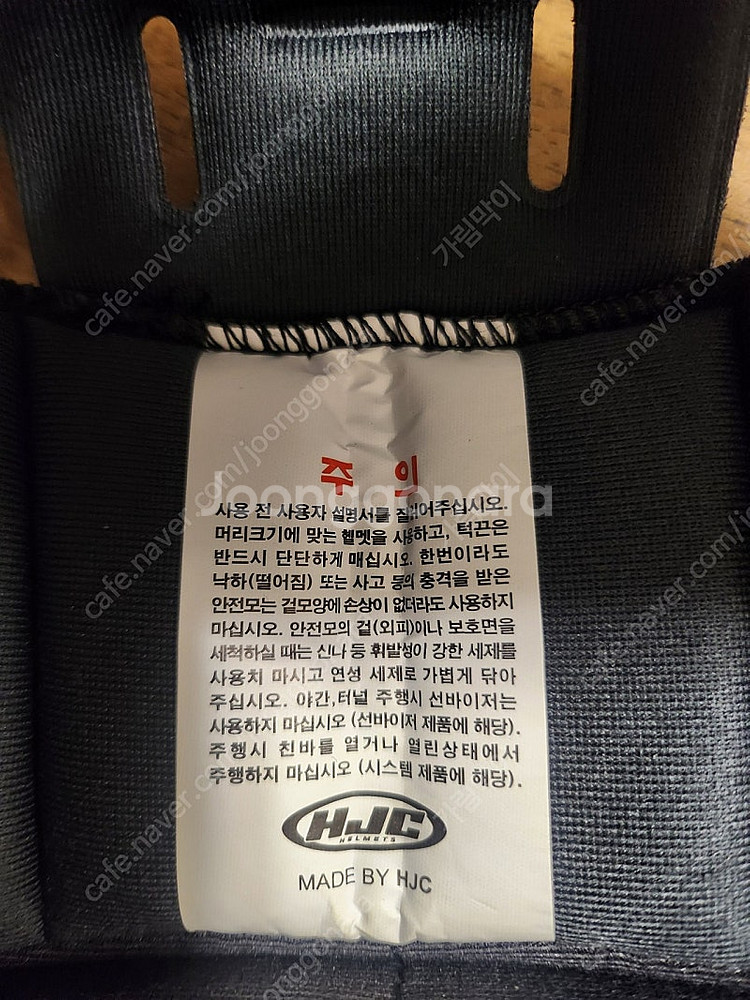 주 의
사용 전 사용자 설명서를 잘 읽어주십시오.
머리크기에 맞는 헬멧을 사용하고, 턱끈은
반드시 단단하게 매십시오. 한번이라도
낙하(떨어짐) 또는 사고 등의 충격을 받은
안전모는 겉모양에 손상이 없더라도 사용하지
마십시오. 안전모의 겉(외피)이나 보호면을
세척하실 때는 신나 등 휘발성이 강한 세제를
사용치 마시고 연성 세제로 가볍게 닦아
주십시오. 야간,터널 주행시 선바이저는
사용하지 마십시오 (선바이저 제품에 해당).
주행시 친바를 열거나 열린상태에서
주행하지 마십시오 (시스템 제품에 해당).
HJC
HELMETS
MADE BY HJC
Joonggonara
cafe.naver.com/joonggonara
가림막이